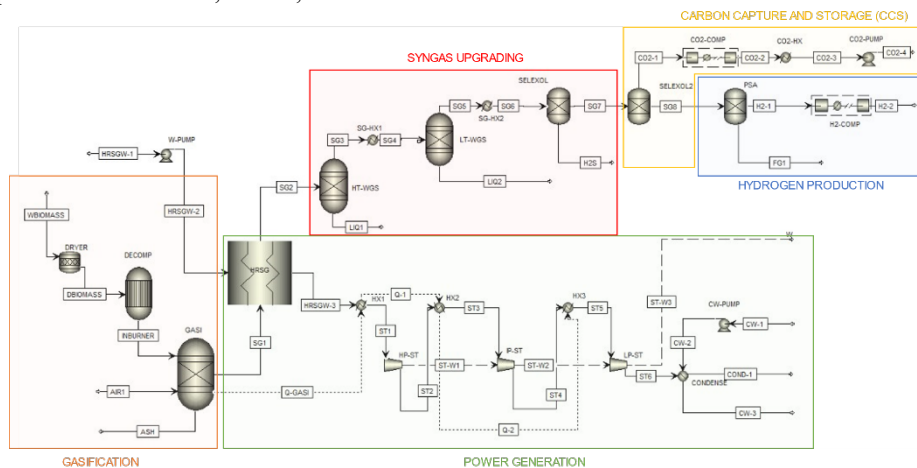 CARBON CAPTURE AND STORAGE (CCS)
CO2-COMP
CO2-HX
CO2-PUMP
CO2-1
CO2-2
CO2-3
CO2-4
SYNGAS UPGRADING
SELEXOL
SELEXOL2
PSA
SG5
SG6
SG7
SG8
H2-1
H2-2
SG-HX1
SG-HX2
H2-COMP
SG3
SG4
LT-WGS
W-PUMP
HRSGW-1
SG2
HT-WGS
LIQ2
H2S
FG1
HYDROGEN PRODUCTION
WBIOMASS
HRSGW-2
LIQ1
W
DRYER
DECOMP
HRSG
DBIOMASS
HRSGW-3
HX1
Q-1
HX2
ST3
HX3
ST5
ST-W3
CW-PUMP
CW-1
INBURNER
GASI
SG1
ST1
CW-2
HP-ST
ST-W1
IP-ST
ST-W2
LP-ST
ST6
COND-1
CONDENSE
AIR1
Q-GASI
ST2
ST4
CW-3
ASH
Q-2
GASIFICATION
POWER GENERATION